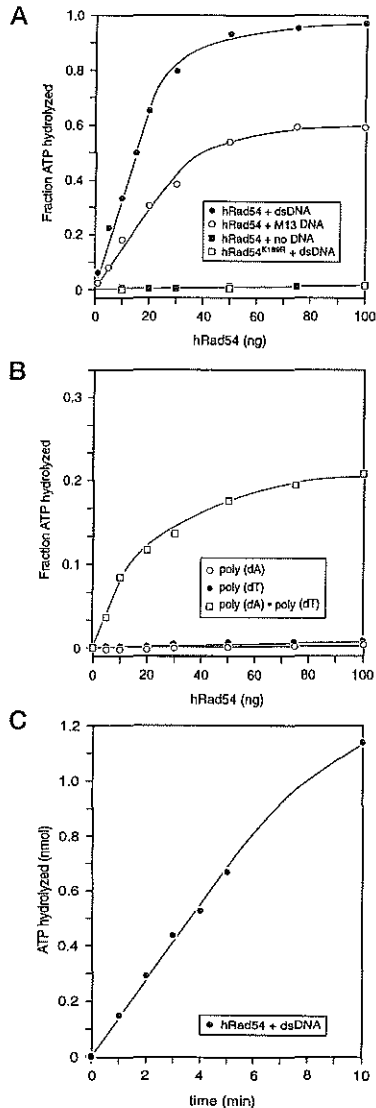 A
Fraction ATP hydrolyzed
1.0
0.8
0.6
0.4
0.2
0.0
hRad54 + dsDNA
hRad54 + M13 DNA
hRad54 + no DNA
hRad54K189R + dsDNA
0 20 40 60 80 100
hRad54 (ng)
B
Fraction ATP hydrolyzed
0.3
0.2
0.1
0
poly (dA)
poly (dT)
poly (dA) • poly (dT)
0 20 40 60 80 100
hRad54 (ng)
C
ATP hydrolyzed (nmol)
1.2
1.0
0.8
0.6
0.4
0.2
0
hRad54 + dsDNA
0 2 4 6 8 10
time (min)